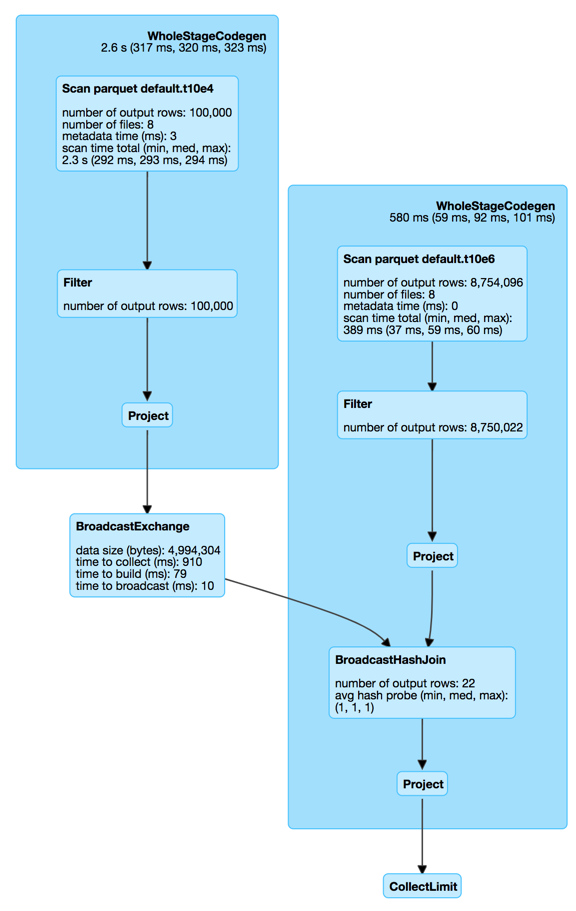 WholeStageCodegen
2.6 s (317 ms, 320 ms, 323 ms)
Scan parquet default.t10e4
number of output rows: 100,000
number of files: 8
metadata time (ms): 3
scan time total (min, med, max):
2.3 s (292 ms, 293 ms, 294 ms)
Filter
number of output rows: 100,000
Project
BroadcastExchange
data size (bytes): 4,994,304
time to collect (ms): 910
time to build (ms): 79
time to broadcast (ms): 10
WholeStageCodegen
580 ms (59 ms, 92 ms, 101 ms)
Scan parquet default.t10e6
number of output rows: 8,754,096
number of files: 8
metadata time (ms): 0
scan time total (min, med, max):
389 ms (37 ms, 59 ms, 60 ms)
Filter
number of output rows: 8,750,022
Project
BroadcastHashJoin
number of output rows: 22
avg hash probe (min, med, max):
(1, 1, 1)
Project
CollectLimit